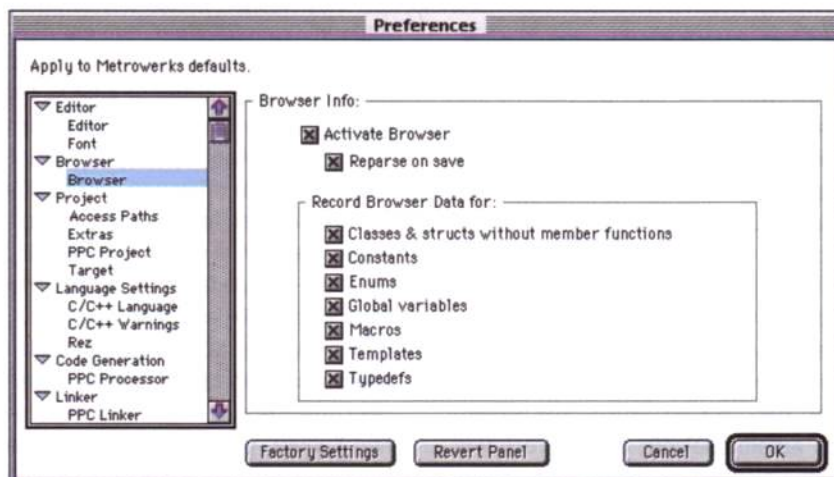 Preferences
Apply to Metrowerks defaults.
Editor
Editor
Font
Browser
Browser
Project
Access Paths
Extras
PPC Project
Target
Language Settings
C/C++ Language
C/C++ Warnings
Rez
Code Generation
PPC Processor
Linker
PPC Linker
Browser Info:
Activate Browser
Reparse on save
Record Browser Data for:
Classes & structs without member functions
Constants
Enums
Global variables
Macros
Templates
Typedefs
Factory Settings
Revert Panel
Cancel
OK